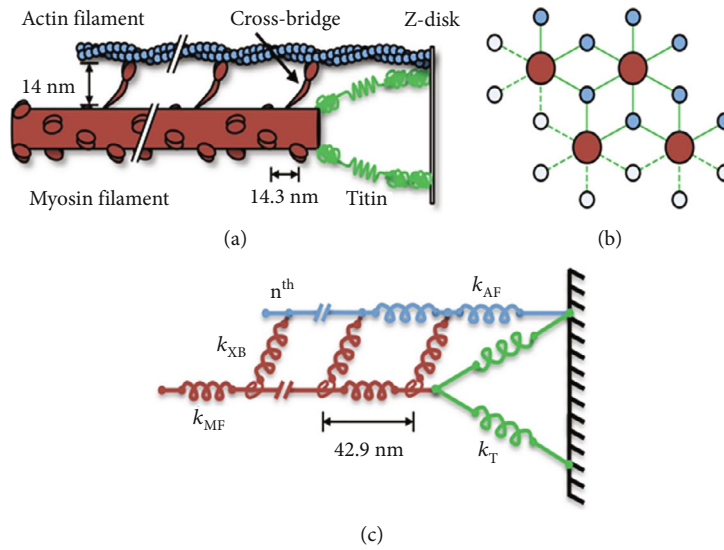 Actin filament
Cross-bridge
Z-disk
14 nm
Myosin filament
14.3 nm
Titin
(a)
(b)
nth
kAF
kXB
kMF
42.9 nm
kT
(c)